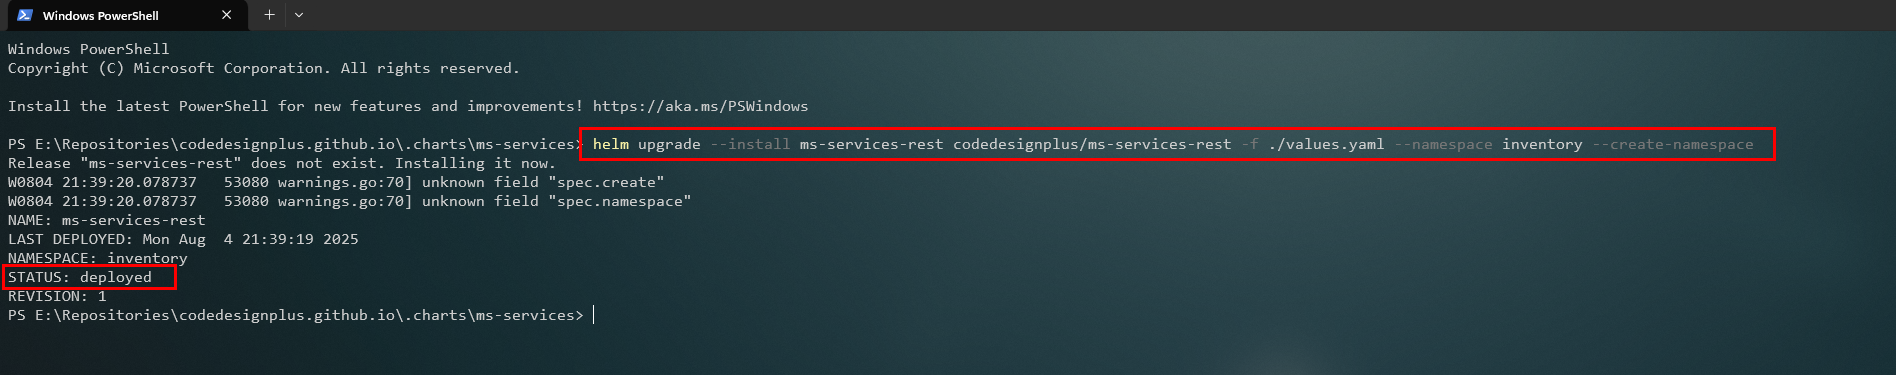 Windows PowerShell
Windows PowerShell
Copyright (C) Microsoft Corporation. All rights reserved.
Install the latest PowerShell for new features and improvements! https://aka.ms/PSWindows
PS E:\Repositories\codedesignplus.github.io\.charts\ms-services> helm upgrade --install ms-services-rest codedesignplus/ms-services-rest -f ./values.yaml --namespace inventory --create-namespace
Release "ms-services-rest" does not exist. Installing it now.
W0804 21:39:20.078737   53080 warnings.go:70] unknown field "spec.create"
W0804 21:39:20.078737   53080 warnings.go:70] unknown field "spec.namespace"
NAME: ms-services-rest
LAST DEPLOYED: Mon Aug  4 21:39:19 2025
NAMESPACE: inventory
STATUS: deployed
REVISION: 1
PS E:\Repositories\codedesignplus.github.io\.charts\ms-services>